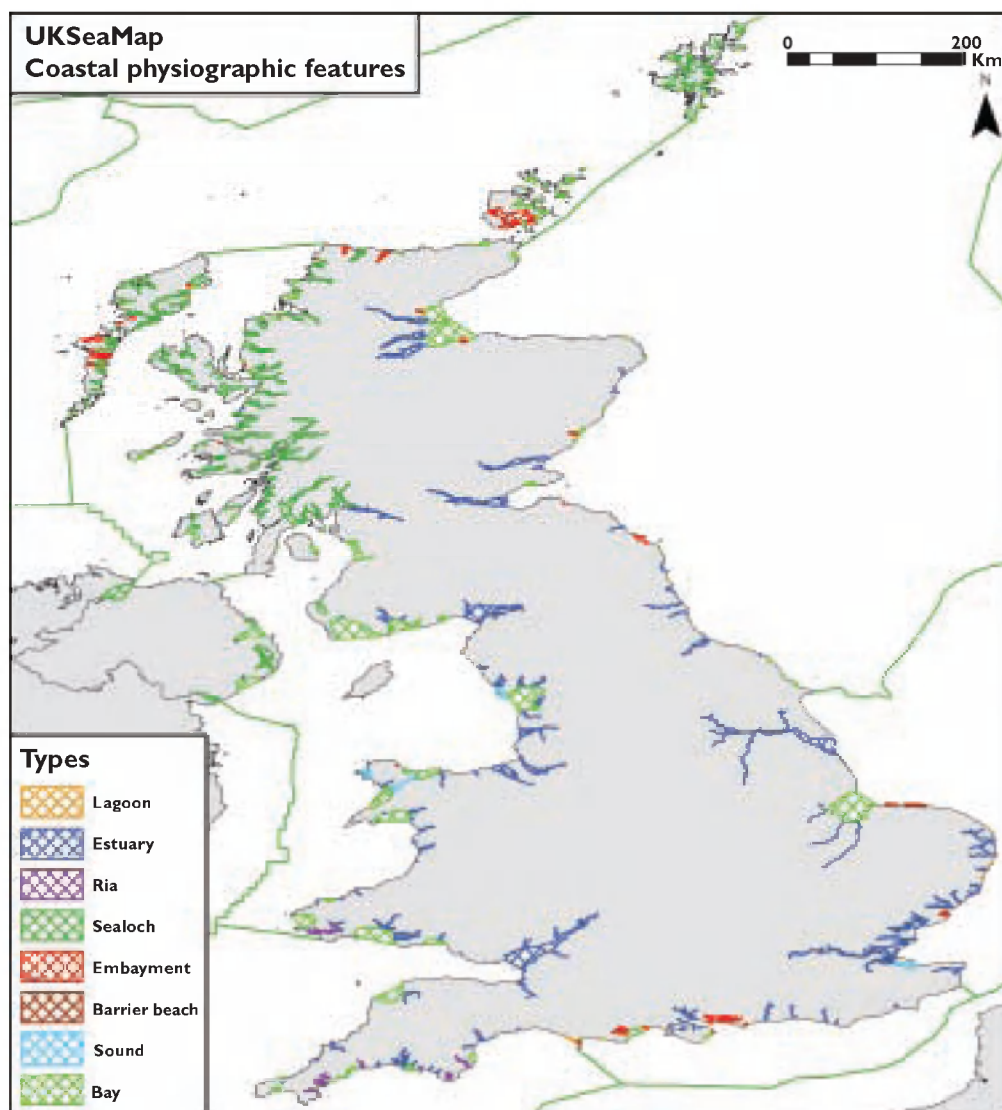 UKSeaMap
Coastal physiographic features
0 200
Km
N
Types
Lagoon
Estuary
Ria
Sealoch
Embayment
Barrier beach
Sound
Bay